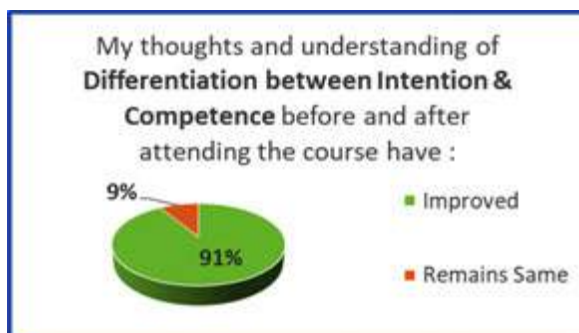 My thoughts and understanding of
Differentiation between Intention &
Competence before and after
attending the course have :
9%
Improved
91%
Remains Same